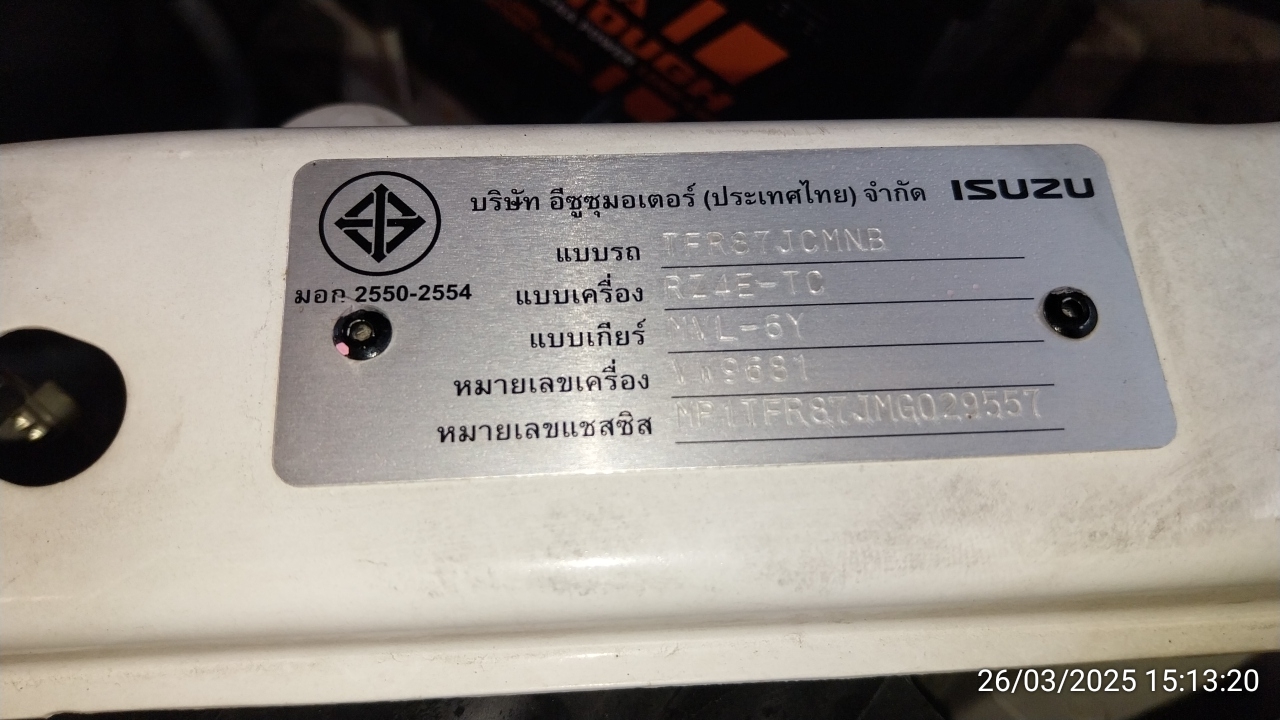 ROUGH
บริษัท อีซูซุมอเตอร์ (ประเทศไทย) จำกัด ISUZU
แบบรถ TFR87JCMNB
มอก 2550-2554
แบบเครื่อง RZ4E-TC
แบบเกียร์ MVL-6Y
หมายเลขเครื่อง
หมายเลขแชสซิส MP1TFR87JMG029557
26/03/2025 15:13:20